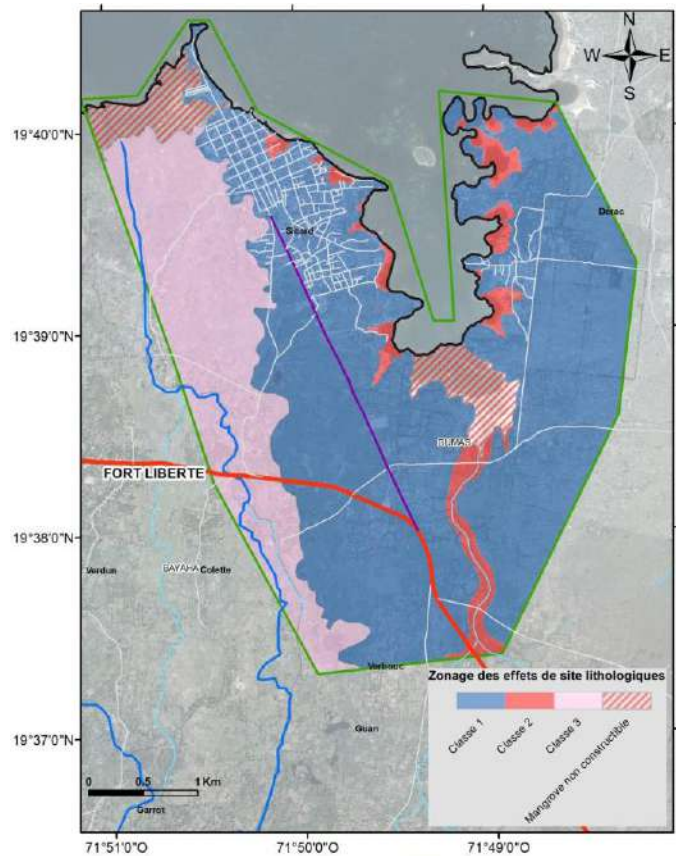 N
W E
S
19°40'0"N
Derac
Sicard
19°39'0"N
DUMAS
FORT LIBERTE
19°38'0"N
Verdun
BAYAHA
Colette
Zonage des effets de site lithologiques
Classe 1
Classe 2
Classe 3
Mangrove non constructible
Guan
19°37'0"N
0 0.5 1 Km
Garrot
71°51'0"O
71°50'0"O
71°49'0"O